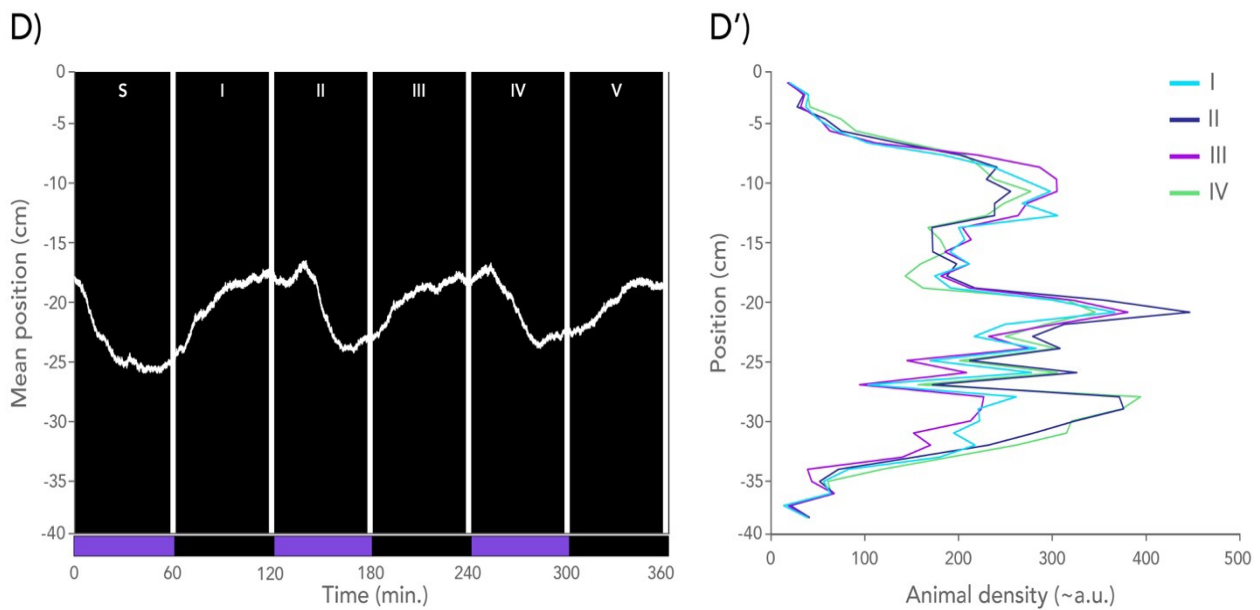 D)
Mean position (cm)
0
-5
-10
-15
-20
-25
-30
-35
-40
S I II III IV V
0 60 120 180 240 300 360
Time (min.)
D')
Position (cm)
0
-5
-10
-15
-20
-25
-30
-35
-40
I
II
III
IV
0 100 200 300 400 500
Animal density (~a.u.)